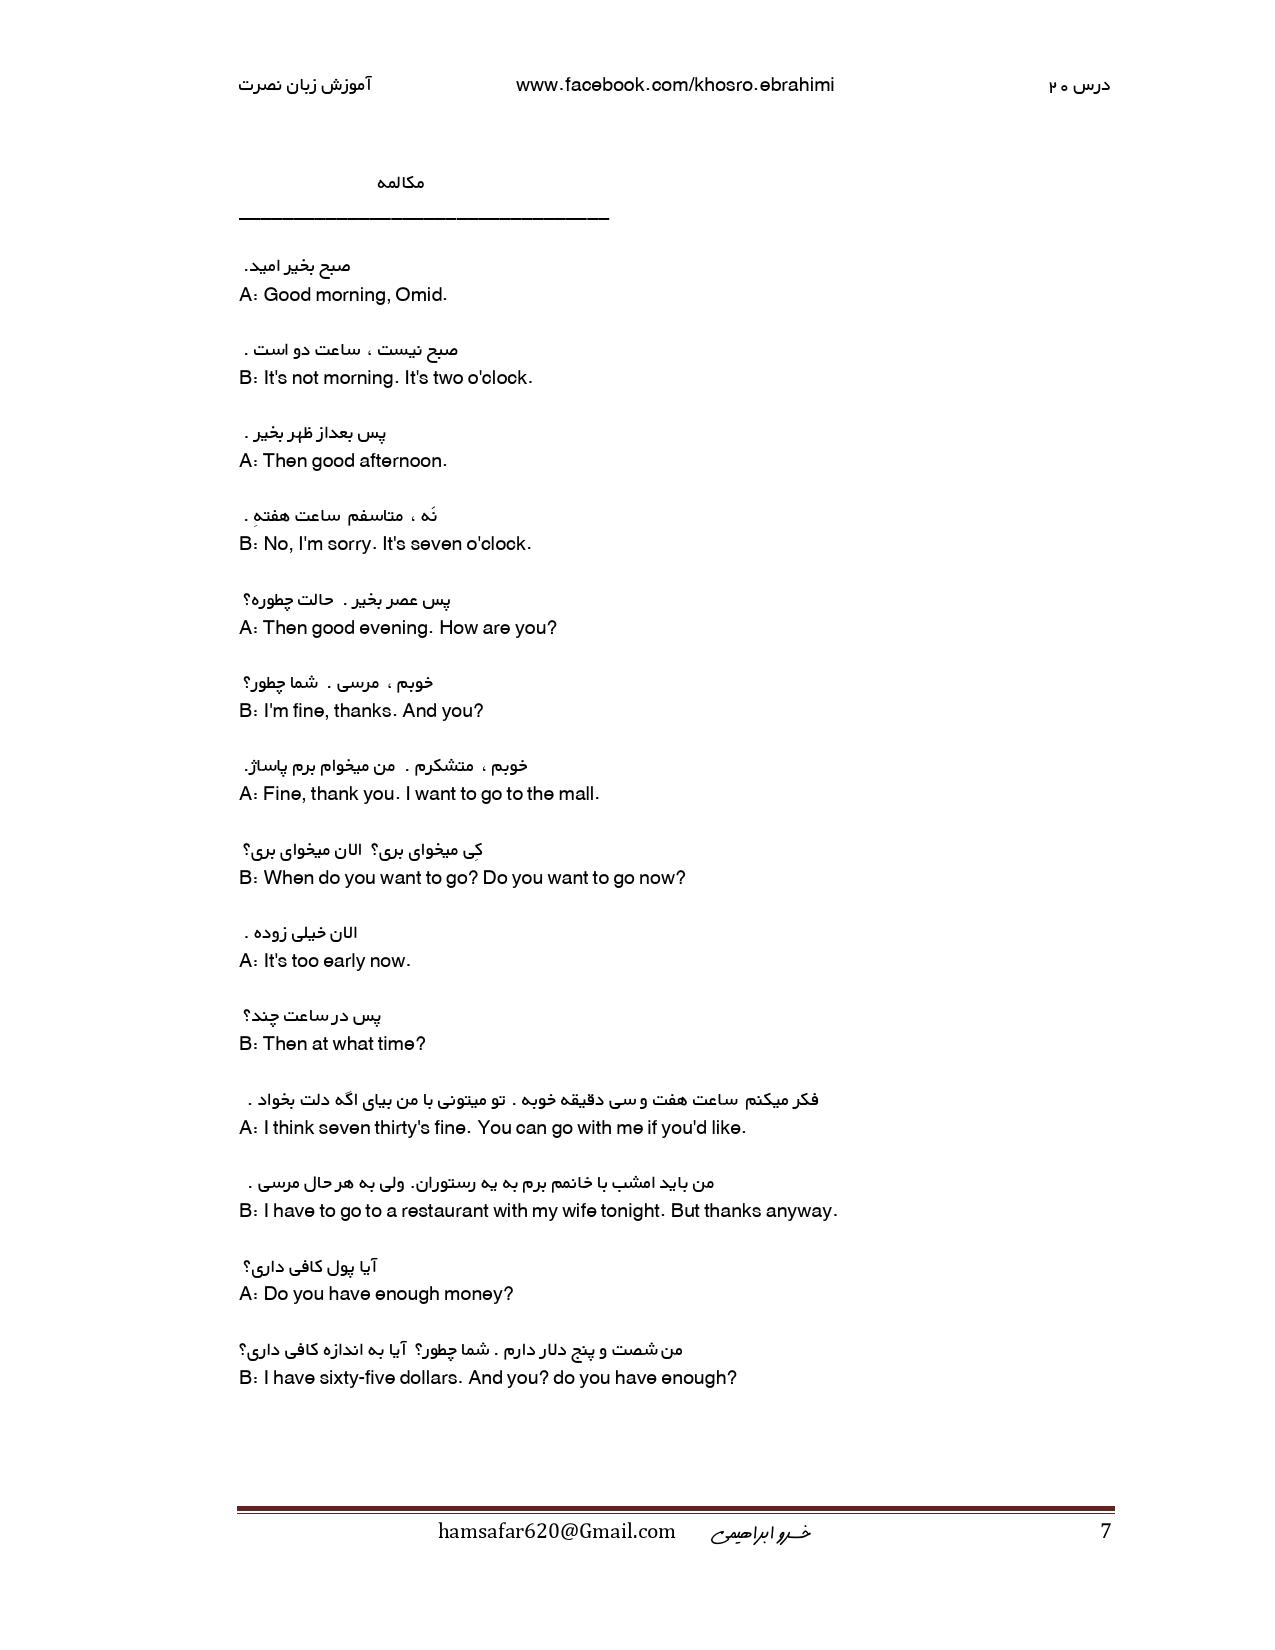 درس ۲۰ www.facebook.com/khosro.ebrahimi آموزش زبان نصرت
مکالمه
صبح بخیر امید.
A: Good morning, Omid.
صبح نیست ، ساعت دو است .
B: It's not morning. It's two o'clock.
پس بعداز ظهر بخیر .
A: Then good afternoon.
نَه ، متاسفم ساعت هفتهِ .
B: No, I'm sorry. It's seven o'clock.
پس عصر بخیر . حالت چطوره؟
A: Then good evening. How are you?
خوبم ، مرسی . شما چطور؟
B: I'm fine, thanks. And you?
خوبم ، متشکرم . من میخوام برم پاساژ.
A: Fine, thank you. I want to go to the mall.
کِی میخوای بری؟ الان میخوای بری؟
B: When do you want to go? Do you want to go now?
الان خیلی زوده .
A: It's too early now.
پس در ساعت چند؟
B: Then at what time?
فکر میکنم ساعت هفت و سی دقیقه خوبه . تو میتونی با من بیای اگه دلت بخواد .
A: I think seven thirty's fine. You can go with me if you'd like.
من باید امشب با خانمم برم به یه رستوران. ولی به هر حال مرسی .
B: I have to go to a restaurant with my wife tonight. But thanks anyway.
آیا پول کافی داری؟
A: Do you have enough money?
من شصت و پنج دلار دارم . شما چطور؟ آیا به اندازه کافی داری؟
B: I have sixty-five dollars. And you? do you have enough?
hamsafar620@Gmail.com خسرو ابراهیمی 7